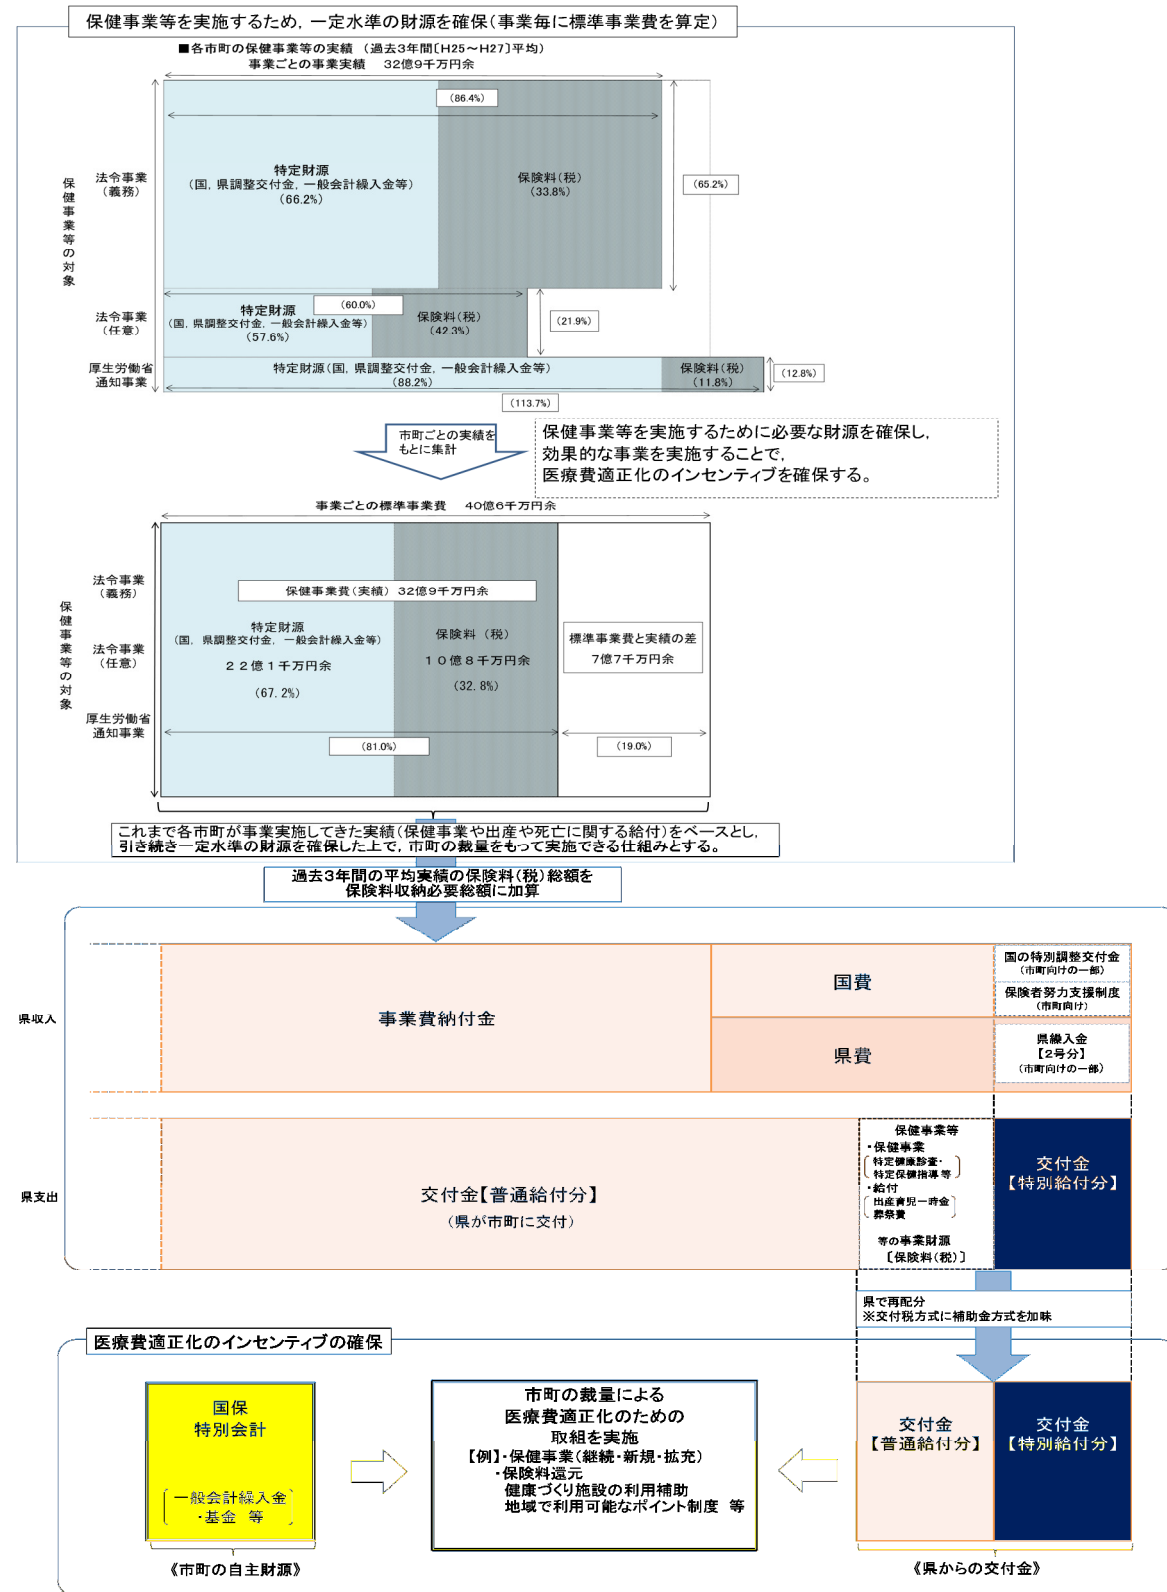 保健事業等を実施するため，一定水準の財源を確保（事業毎に標準事業費を算定）
■各市町の保健事業等の実績　（過去3年間〔H25～H27〕平均）
事業ごとの事業実績　32億9千万円余
（86.4%）
保健事業等の対象
法令事業
（義務）
特定財源
（国，県調整交付金，一般会計繰入金等）
（66.2%）
保険料（税）
（33.8%）
（65.2%）
法令事業
（任意）
（60.0%）
特定財源
（国，県調整交付金，一般会計繰入金等）
（57.6%）
保険料（税）
（42.3%）
（21.9%）
厚生労働省
通知事業
特定財源（国，県調整交付金，一般会計繰入金等）
（88.2%）
保険料（税）
（11.8%）
（12.8%）
（113.7%）
市町ごとの実績を
もとに集計
保健事業等を実施するために必要な財源を確保し，
効果的な事業を実施することで，
医療費適正化のインセンティブを確保する。
事業ごとの標準事業費　40億6千万円余
保健事業等の対象
法令事業
（義務）
法令事業
（任意）
厚生労働省
通知事業
保健事業費（実績）　32億9千万円余
特定財源
（国，県調整交付金，一般会計繰入金等）
２２億１千万円余
（67.2%）
保険料　（税）
１０億８千万円余
（32.8%）
標準事業費と実績の差
7億7千万円余
（81.0%）
（19.0%）
これまで各市町が事業実施してきた実績（保健事業や出産や死亡に関する給付）をベースとし，
引き続き一定水準の財源を確保した上で，市町の裁量をもって実施できる仕組みとする。
過去3年間の平均実績の保険料（税）総額を
保険料収納必要総額に加算
県収入
事業費納付金
国費
県費
国の特別調整交付金
（市町向けの一部）
保険者努力支援制度
（市町向け）
県繰入金
【2号分】
（市町向けの一部）
県支出
交付金【普通給付分】
（県が市町に交付）
保健事業等
・保健事業
特定健康診査・
特定保健指導等
・給付
出産育児一時金
葬祭費
等の事業財源
〔保険料（税）〕
交付金
【特別給付分】
県で再配分
※交付税方式に補助金方式を加味
医療費適正化のインセンティブの確保
国保
特別会計
一般会計繰入金
・基金　等
《市町の自主財源》
市町の裁量による
医療費適正化のための
取組を実施
【例】・保健事業（継続・新規・拡充）
・保険料還元
健康づくり施設の利用補助
地域で利用可能なポイント制度　等
交付金
【普通給付分】
交付金
【特別給付分】
《県からの交付金》